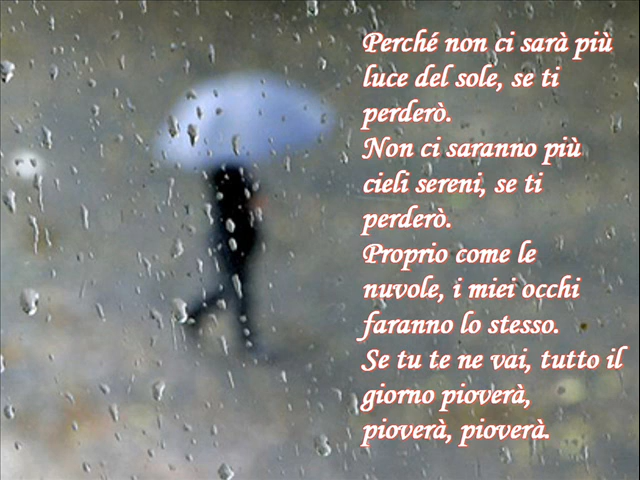 Perché non ci sarà più
luce del sole, se ti
perderò.
Non ci saranno più
cieli sereni, se ti
perderò.
Proprio come le
nuvole, i miei occhi
faranno lo stesso.
Se tu te ne vai, tutto il
giorno pioverà,
pioverà, pioverà.